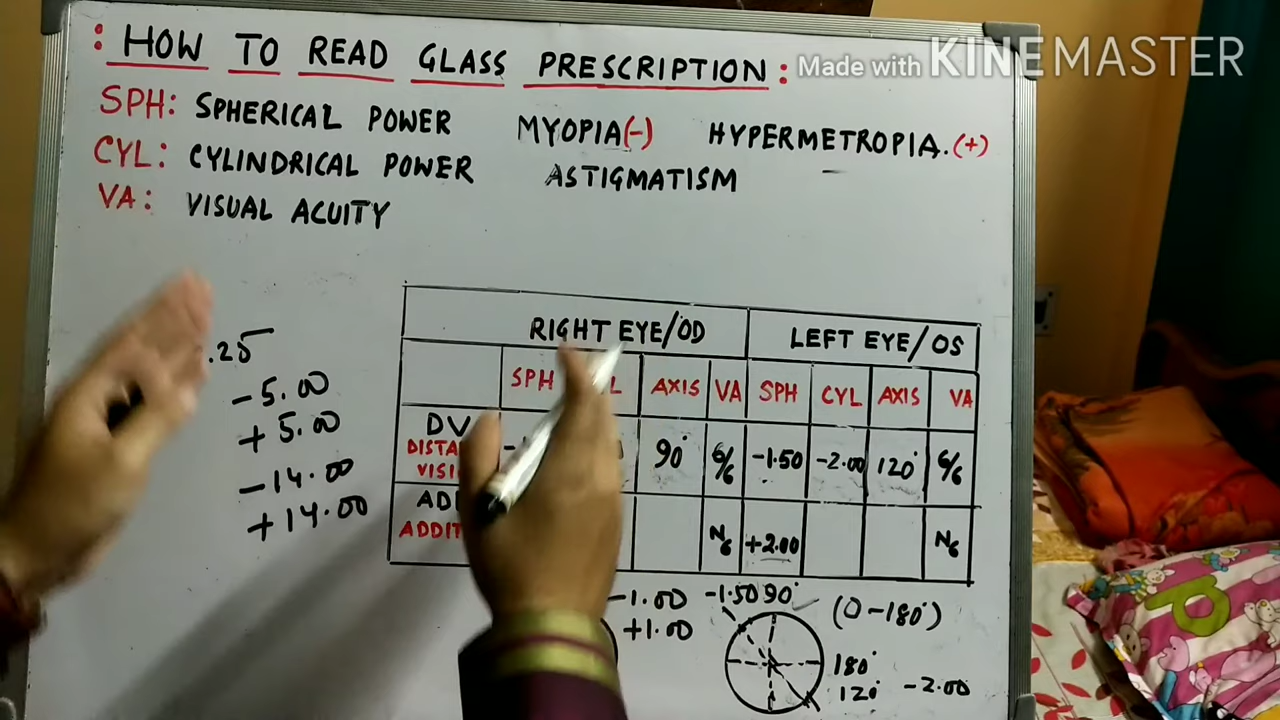 : HOW TO READ GLASS PRESCRIPTION :
Made with KINEMASTER
SPH: SPHERICAL POWER MYOPIA(-) HYPERMETROPIA.(+)
CYL: CYLINDRICAL POWER ASTIGMATISM
VA: VISUAL ACUITY
.25
-5.00
+5.00
-14.00
+14.00
RIGHT EYE/OD LEFT EYE/OS
SPH AXIS VA SPH CYL AXIS VA
DV 90° 6/6 -1.50 -2.00 120° 6/6
N6 +2.00 N6
-1.00 -1.50 90° (0-180°)
+1.00
180°
120° -2.00